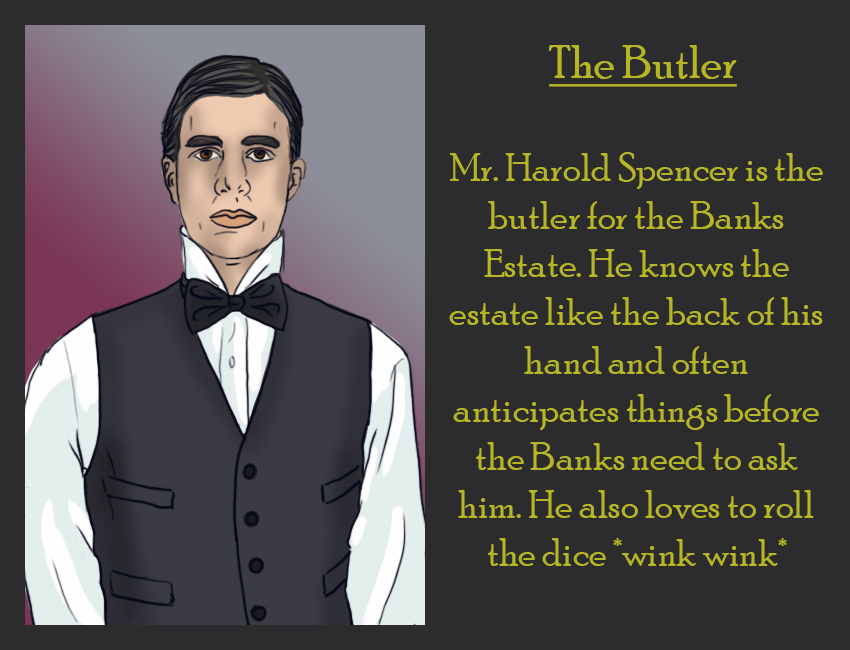 The Butler
Mr. Harold Spencer is the
butler for the Banks
Estate. He knows the
estate like the back of his
hand and often
anticipates things before
the Banks need to ask
him. He also loves to roll
the dice *wink wink*